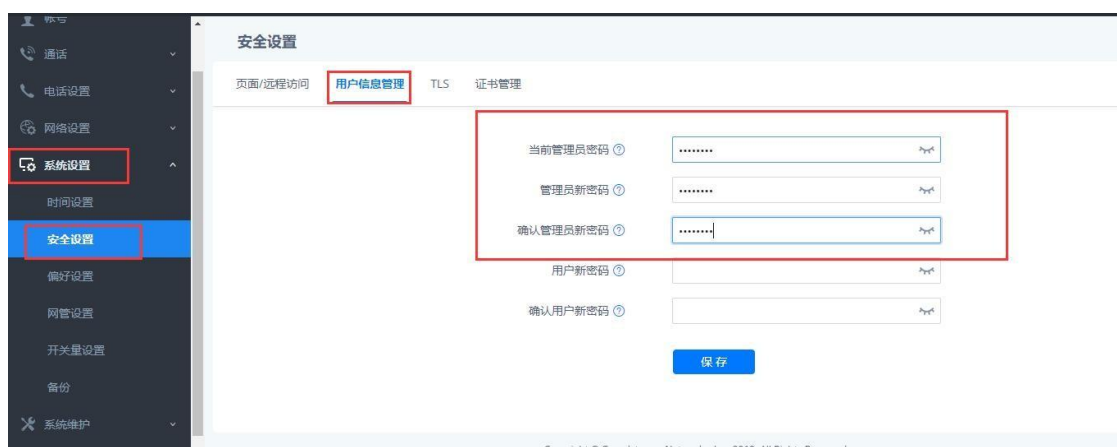 帐号
安全设置
通话
页面/远程访问 用户信息管理 TLS 证书管理
电话设置
网络设置
当前管理员密码 ? ••••••••
系统设置
管理员新密码 ? ••••••••
时间设置
确认管理员新密码 ? ••••••••
安全设置
用户新密码 ?
偏好设置
确认用户新密码 ?
网管设置
开关量设置
保存
备份
系统维护